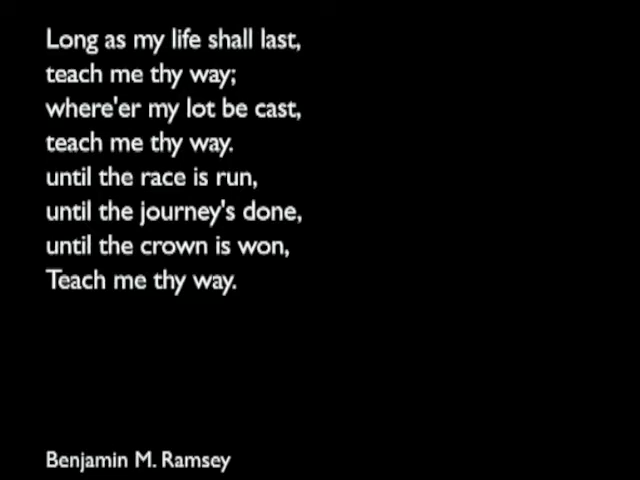 Long as my life shall last,
teach me thy way;
where'er my lot be cast,
teach me thy way.
until the race is run,
until the journey's done,
until the crown is won,
Teach me thy way.
Benjamin M. Ramsey